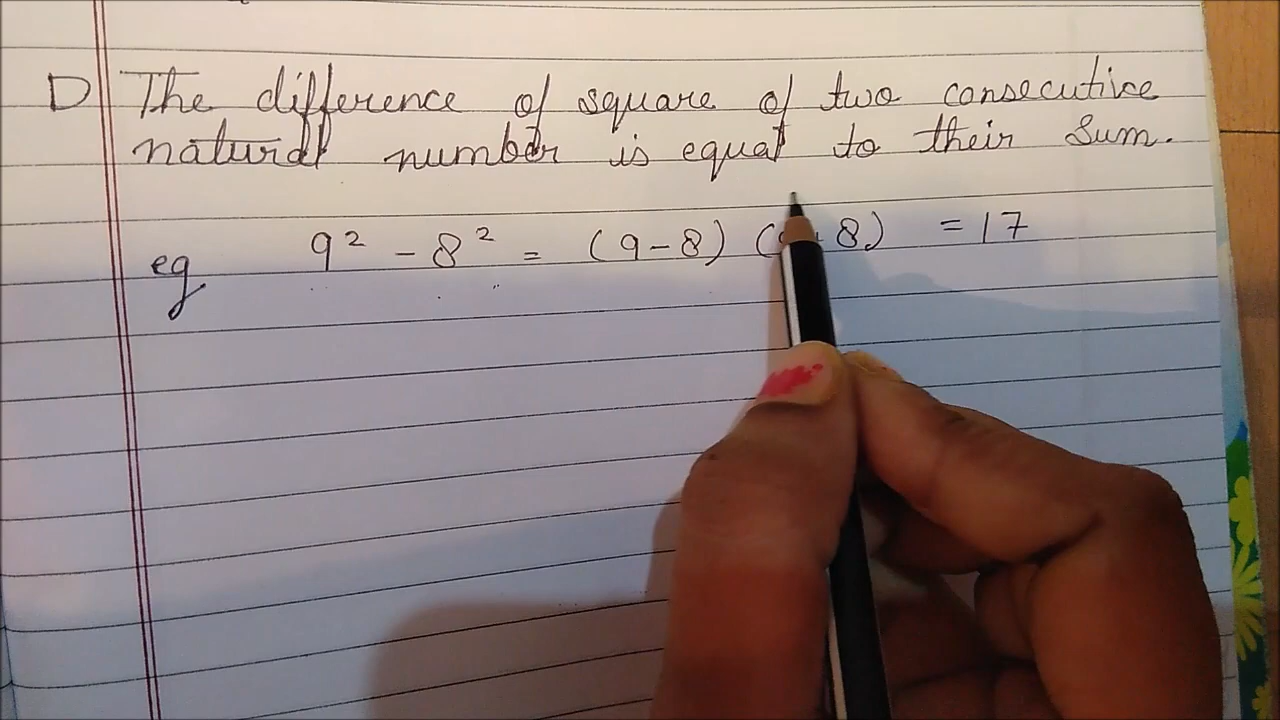 D The difference of square of two consecutive
natural number is equal to their sum.
eg 9² - 8² = (9-8) ( 8) = 17